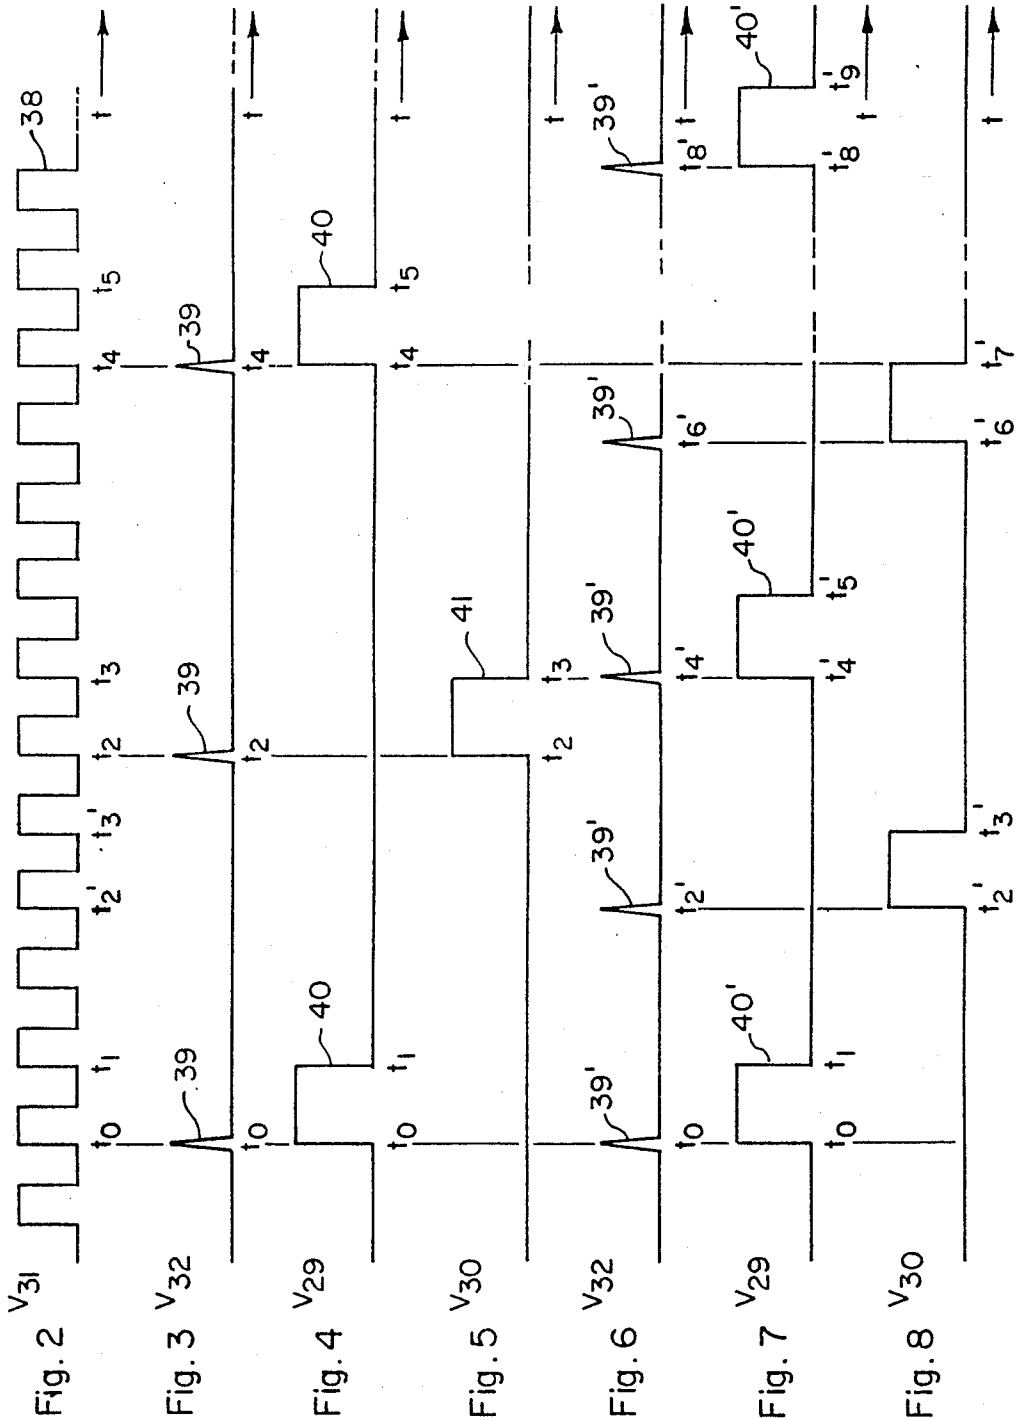 Fig. 2 V31 38
t0 t1 t2' t3' t2 t3 t4 t5 t
Fig. 3 V32 39 39 39
t0 t2 t4 t
Fig. 4 V29 40 40
t0 t1 t4 t5 t
Fig. 5 V30 41
t2 t3 t
Fig. 6 V32 39' 39' 39' 39' 39'
t0 t2' t4' t6' t8' t
Fig. 7 V29 40' 40' 40'
t0 t1 t4' t5' t8' t9' t
Fig. 8 V30
t2' t3' t6' t7' t